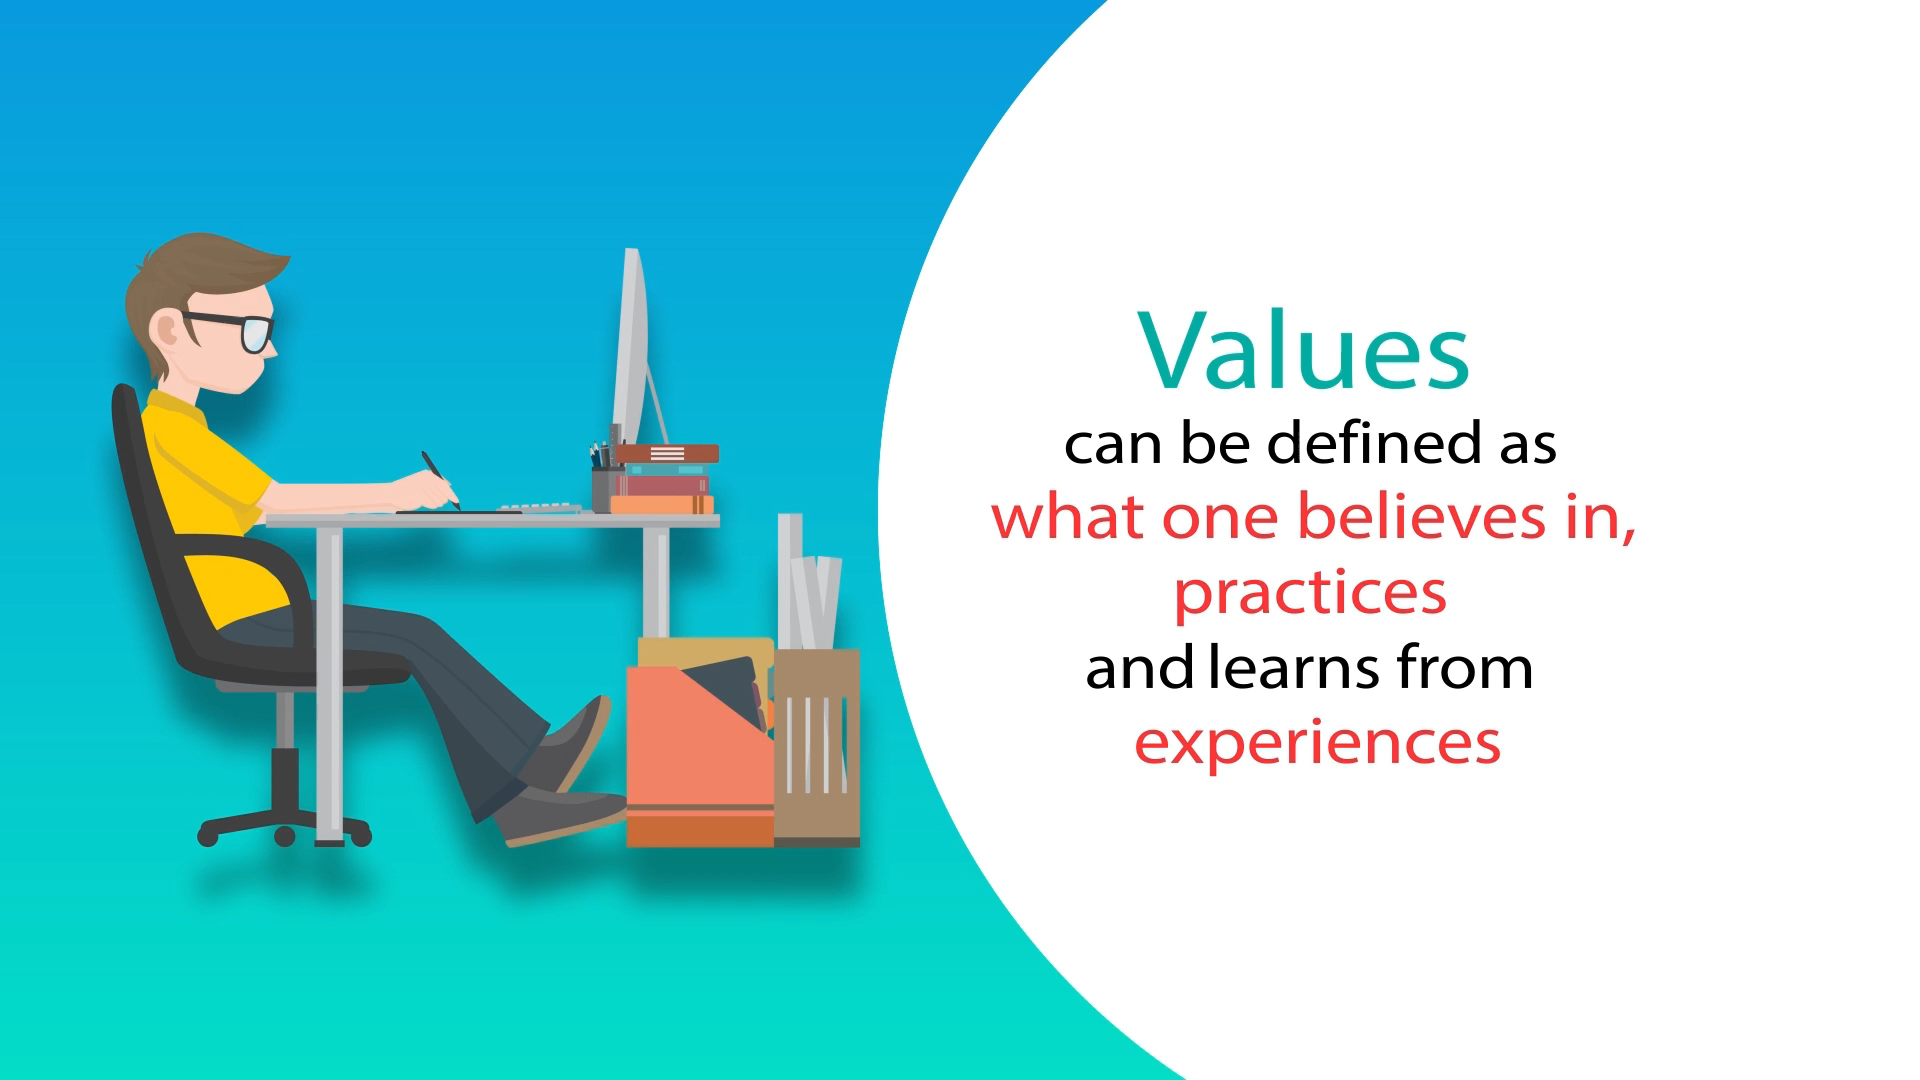 Values
can be defined as
what one believes in,
practices
and learns from
experiences